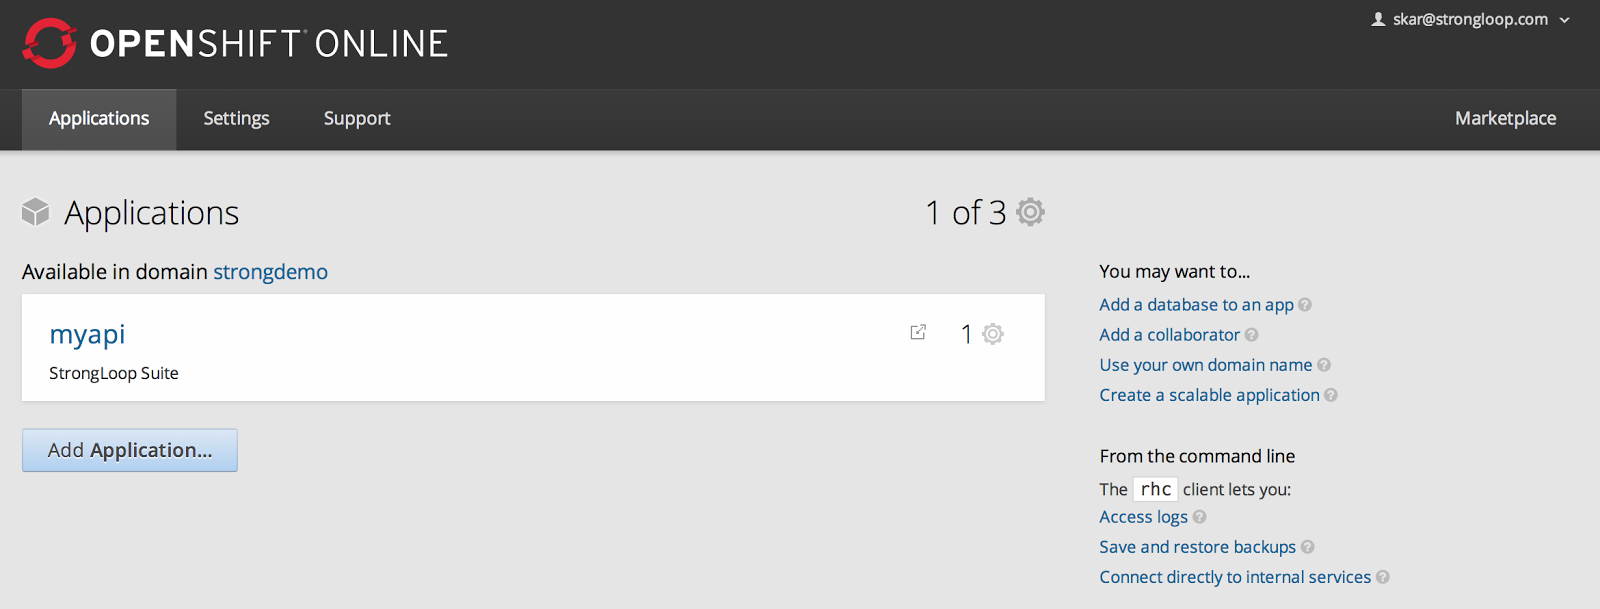 OPENSHIFT ONLINE
skar@strongloop.com
Applications
Settings
Support
Marketplace
Applications
1 of 3
Available in domain strongdemo
myapi
1
StrongLoop Suite
Add Application...
You may want to...
Add a database to an app ?
Add a collaborator ?
Use your own domain name ?
Create a scalable application ?
From the command line
The rhc client lets you:
Access logs ?
Save and restore backups ?
Connect directly to internal services ?